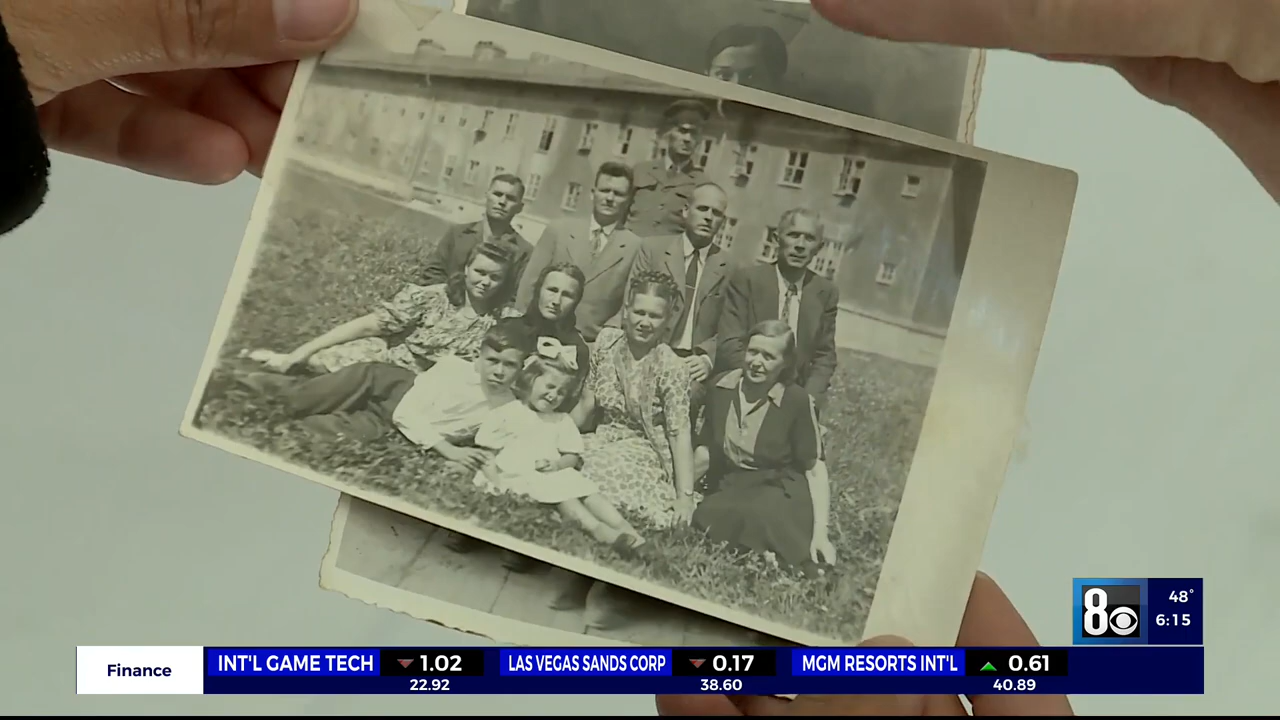 8
48°
6:15
Finance
INT'L GAME TECH 1.02
22.92
LAS VEGAS SANDS CORP 0.17
38.60
MGM RESORTS INT'L 0.61
40.89